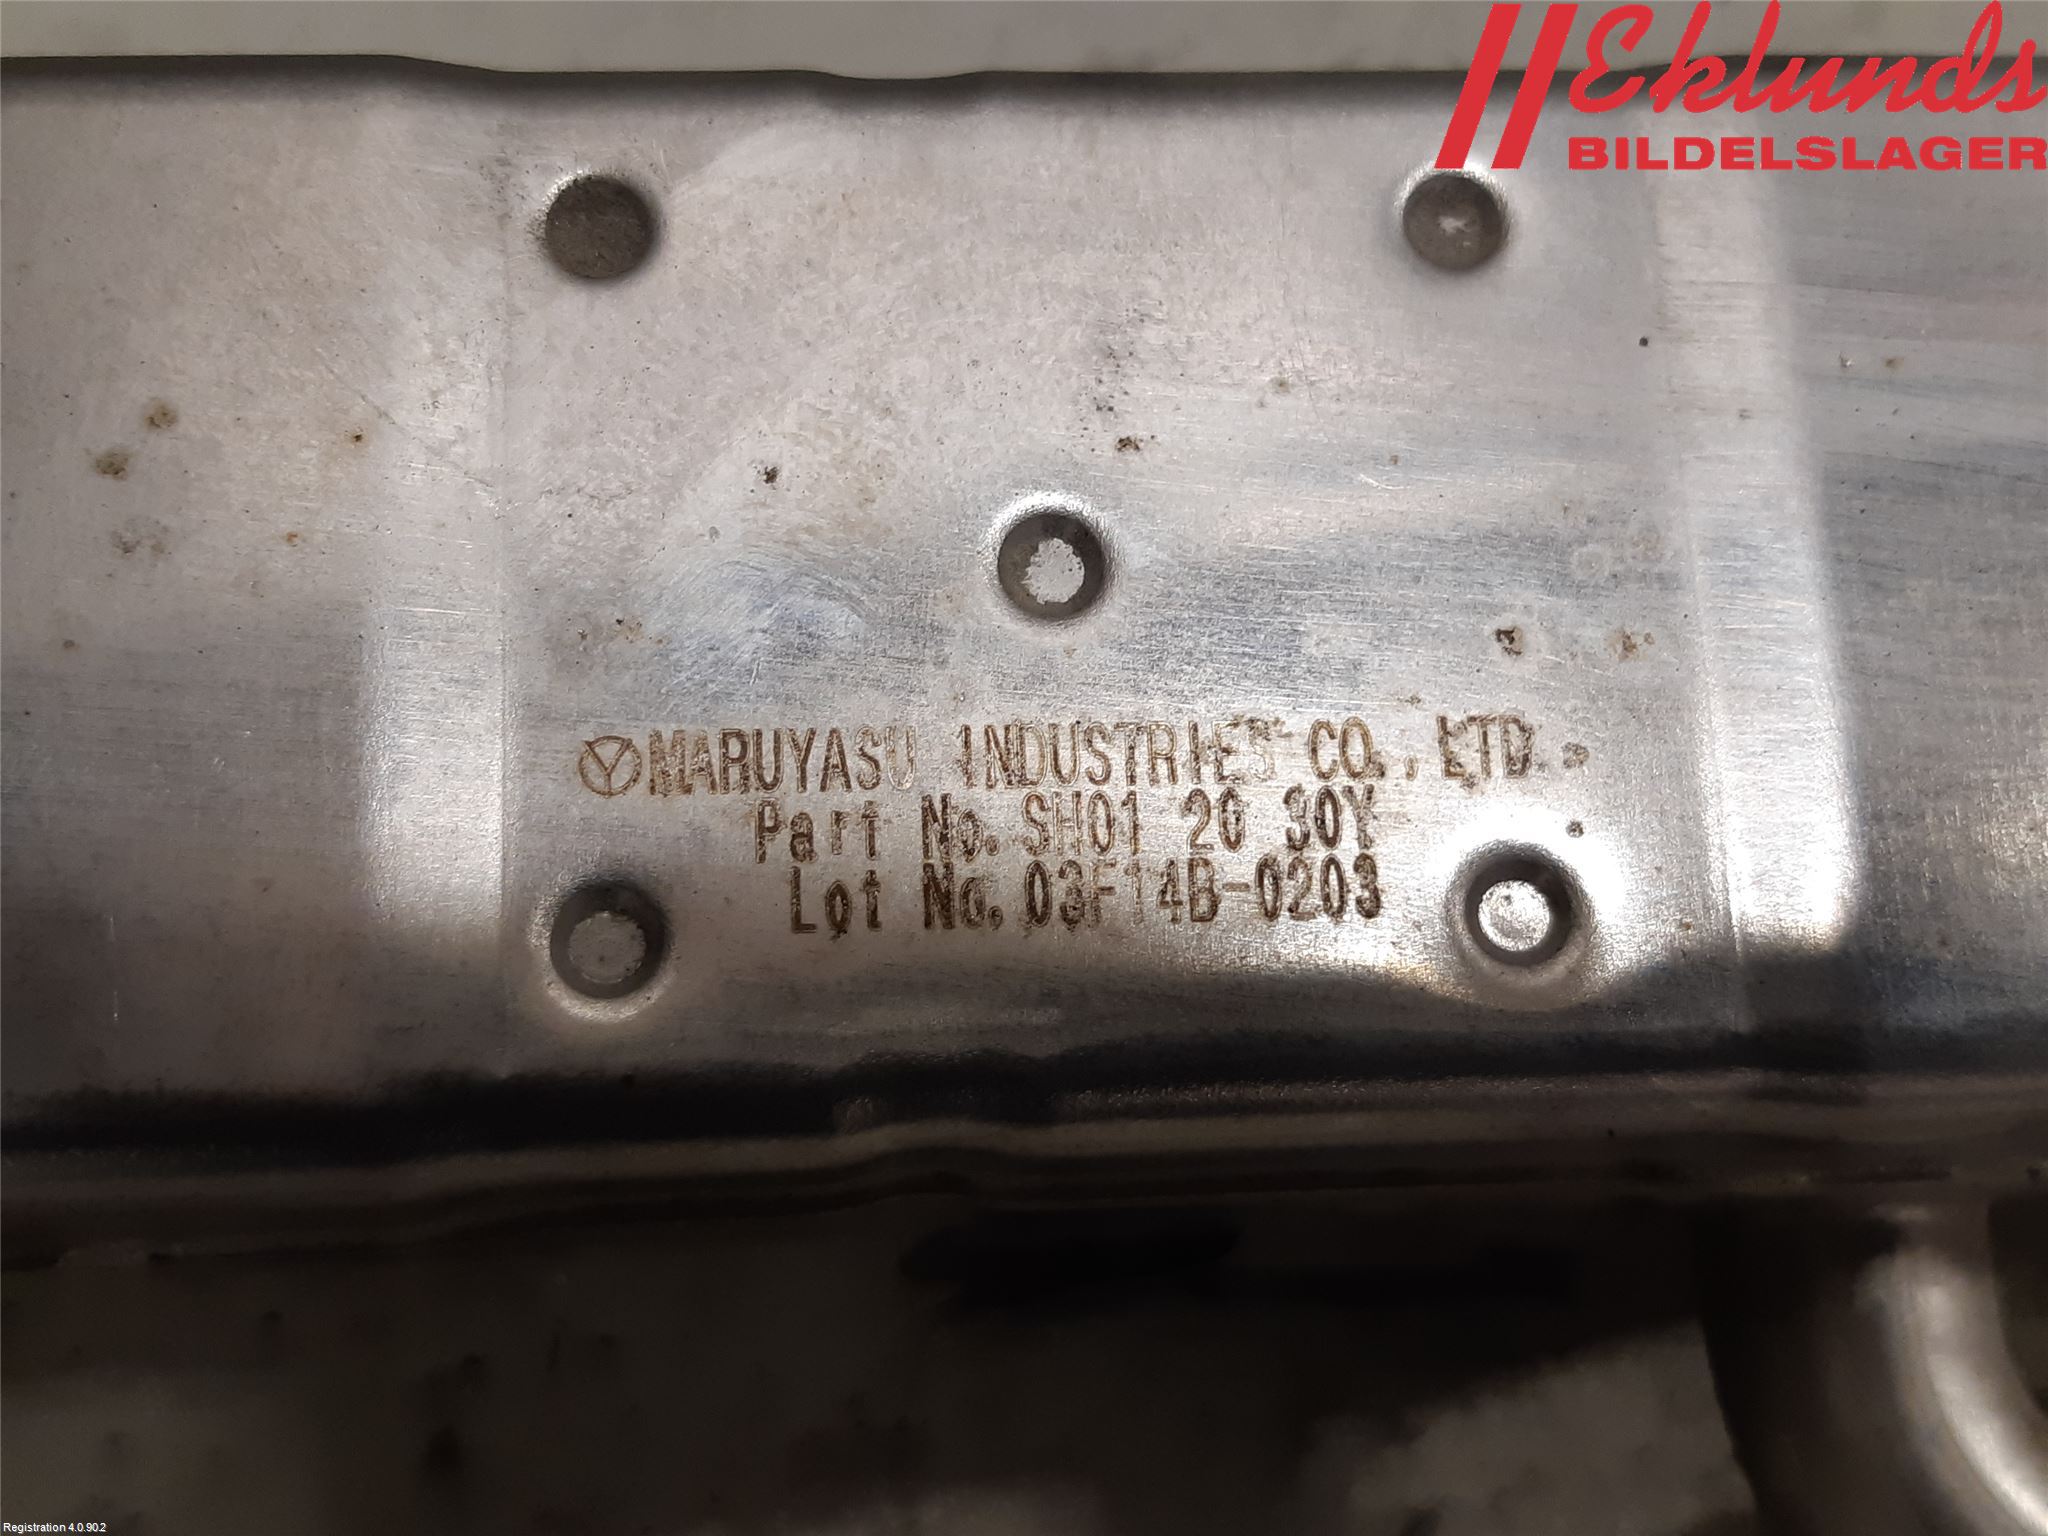 Eklunds
BILDELSLAGER
MARUYASU INDUSTRIES CO., LTD.
Part No. SH01 20 30Y
Lot No. 03F14B-0203
Registration 4.0.90.2